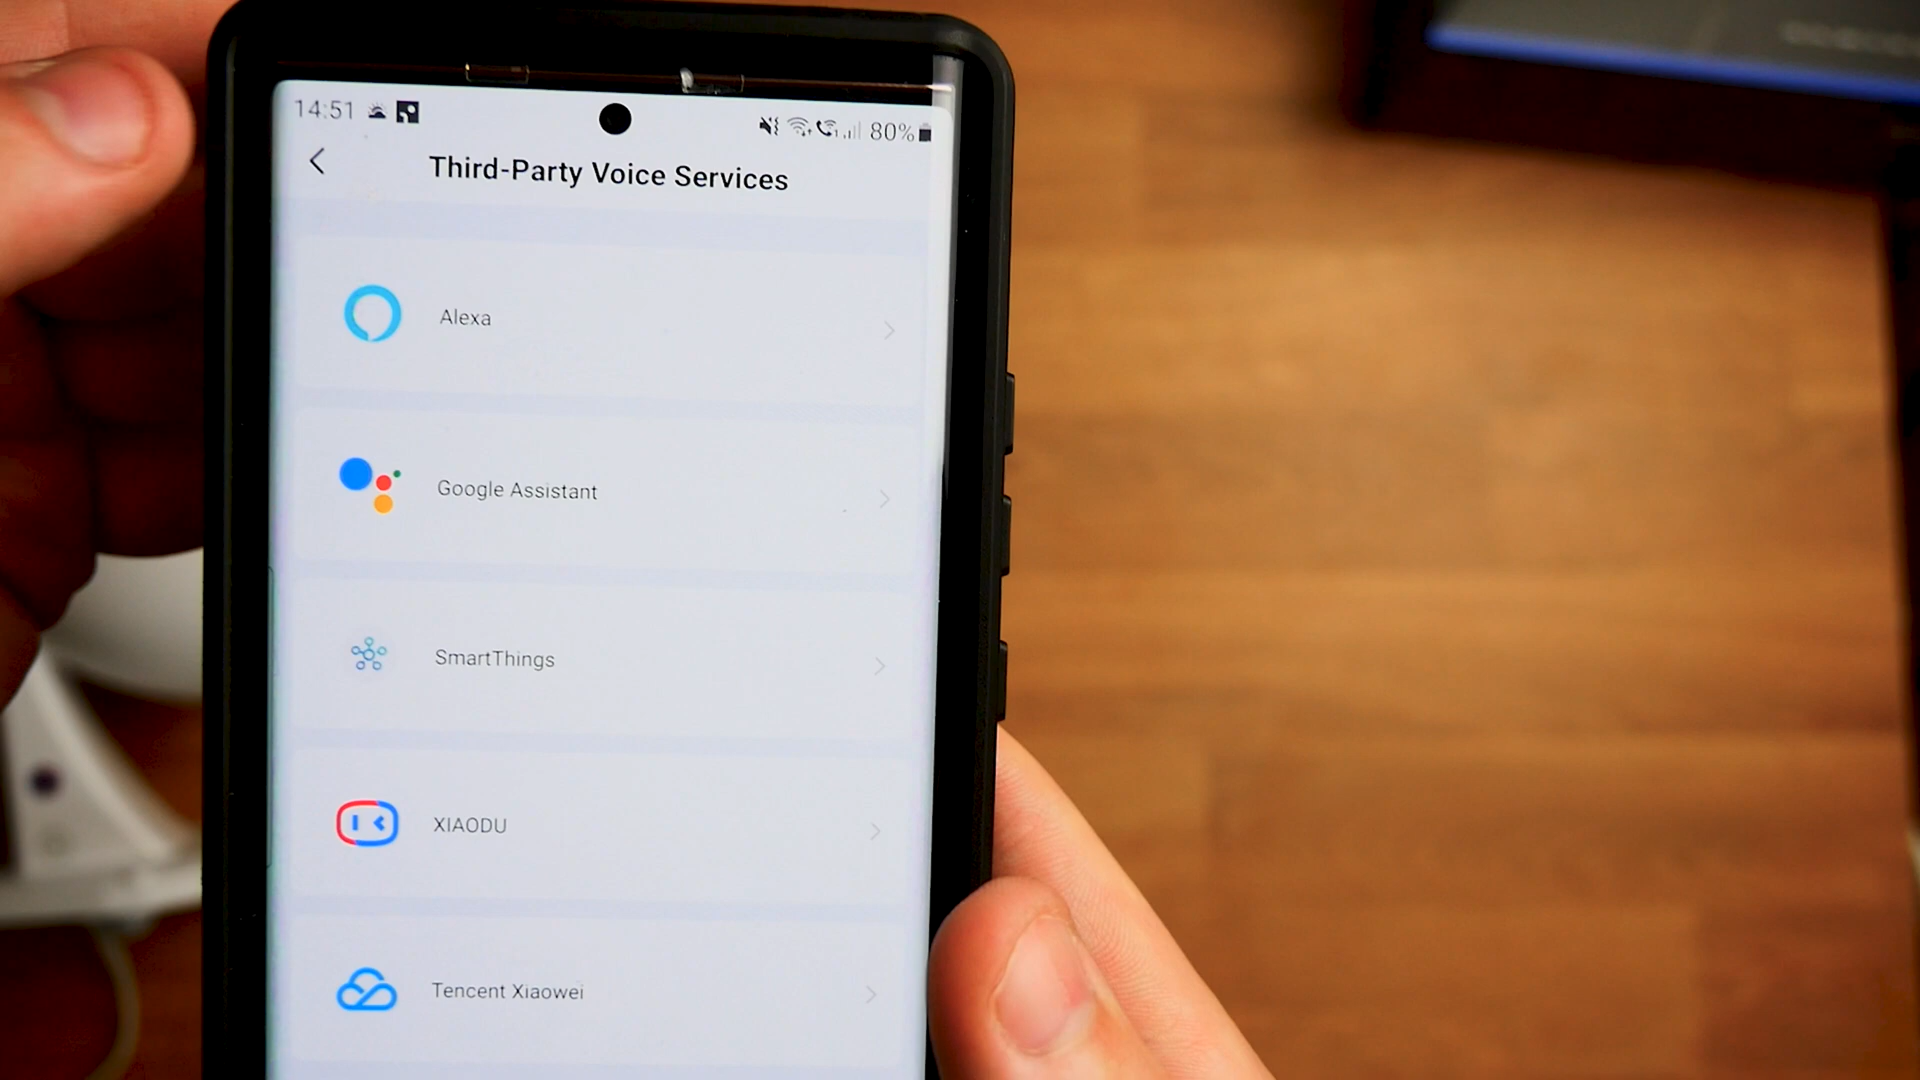 14:51
80%
Third-Party Voice Services
Alexa
Google Assistant
SmartThings
XIAODU
Tencent Xiaowei